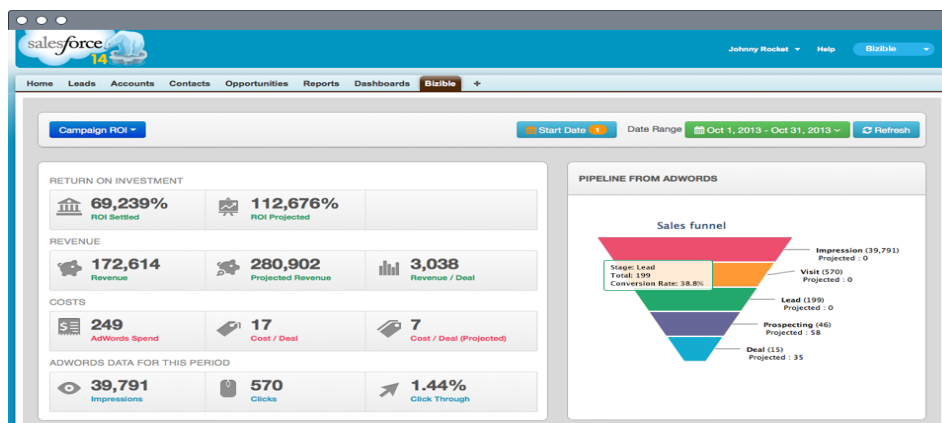 salesforce
14
Johnny Rocket Help Bizible
Home Leads Accounts Contacts Opportunities Reports Dashboards Bizible +
Campaign ROI
Start Date 1 Date Range Oct 1, 2013 - Oct 31, 2013 Refresh
RETURN ON INVESTMENT
69,239% 112,676%
ROI Settled ROI Projected
REVENUE
172,614 280,902 3,038
Revenue Projected Revenue Revenue / Deal
COSTS
249 17 7
AdWords Spend Cost / Deal Cost / Deal (Projected)
ADWORDS DATA FOR THIS PERIOD
39,791 570 1.44%
Impressions Clicks Click Through
PIPELINE FROM ADWORDS
Sales funnel
Impression (39,791)
Projected : 0
Stage: Lead
Total: 199
Conversion Rate: 38.8%
Visit (570)
Projected : 0
Lead (199)
Projected : 0
Prospecting (46)
Projected : 58
Deal (15)
Projected : 35